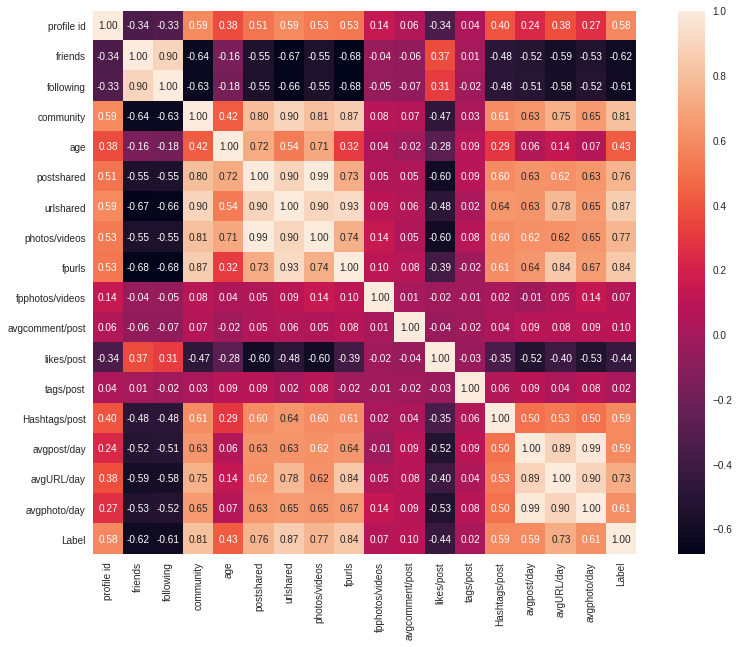 profile id 1.00 -0.34 -0.33 0.59 0.38 0.51 0.59 0.53 0.53 0.14 0.06 -0.34 0.04 0.40 0.24 0.38 0.27 0.58
friends -0.34 1.00 0.90 -0.64 -0.16 -0.55 -0.67 -0.55 -0.68 -0.04 -0.06 0.37 0.01 -0.48 -0.52 -0.59 -0.53 -0.62
following -0.33 0.90 1.00 -0.63 -0.18 -0.55 -0.66 -0.55 -0.68 -0.05 -0.07 0.31 -0.02 -0.48 -0.51 -0.58 -0.52 -0.61
community 0.59 -0.64 -0.63 1.00 0.42 0.80 0.90 0.81 0.87 0.08 0.07 -0.47 0.03 0.61 0.63 0.75 0.65 0.81
age 0.38 -0.16 -0.18 0.42 1.00 0.72 0.54 0.71 0.32 0.04 -0.02 -0.28 0.09 0.29 0.06 0.14 0.07 0.43
postshared 0.51 -0.55 -0.55 0.80 0.72 1.00 0.90 0.99 0.73 0.05 0.05 -0.60 0.09 0.60 0.63 0.62 0.63 0.76
urlshared 0.59 -0.67 -0.66 0.90 0.54 0.90 1.00 0.90 0.93 0.09 0.06 -0.48 0.02 0.64 0.63 0.78 0.65 0.87
photos/videos 0.53 -0.55 -0.55 0.81 0.71 0.99 0.90 1.00 0.74 0.14 0.05 -0.60 0.08 0.60 0.62 0.62 0.65 0.77
fpurls 0.53 -0.68 -0.68 0.87 0.32 0.73 0.93 0.74 1.00 0.10 0.08 -0.39 -0.02 0.61 0.64 0.84 0.67 0.84
fpphotos/videos 0.14 -0.04 -0.05 0.08 0.04 0.05 0.09 0.14 0.10 1.00 0.01 -0.02 -0.01 0.02 -0.01 0.05 0.14 0.07
avgcomment/post 0.06 -0.06 -0.07 0.07 -0.02 0.05 0.06 0.05 0.08 0.01 1.00 -0.04 -0.02 0.04 0.09 0.08 0.09 0.10
likes/post -0.34 0.37 0.31 -0.47 -0.28 -0.60 -0.48 -0.60 -0.39 -0.02 -0.04 1.00 -0.03 -0.35 -0.52 -0.40 -0.53 -0.44
tags/post 0.04 0.01 -0.02 0.03 0.09 0.09 0.02 0.08 -0.02 -0.01 -0.02 -0.03 1.00 0.06 0.09 0.04 0.08 0.02
Hashtags/post 0.40 -0.48 -0.48 0.61 0.29 0.60 0.64 0.60 0.61 0.02 0.04 -0.35 0.06 1.00 0.50 0.53 0.50 0.59
avgpost/day 0.24 -0.52 -0.51 0.63 0.06 0.63 0.63 0.62 0.64 -0.01 0.09 -0.52 0.09 0.50 1.00 0.89 0.99 0.59
avgURL/day 0.38 -0.59 -0.58 0.75 0.14 0.62 0.78 0.62 0.84 0.05 0.08 -0.40 0.04 0.53 0.89 1.00 0.90 0.73
avgphoto/day 0.27 -0.53 -0.52 0.65 0.07 0.63 0.65 0.65 0.67 0.14 0.09 -0.53 0.08 0.50 0.99 0.90 1.00 0.61
Label 0.58 -0.62 -0.61 0.81 0.43 0.76 0.87 0.77 0.84 0.07 0.10 -0.44 0.02 0.59 0.59 0.73 0.61 1.00
profile id friends following community age postshared urlshared photos/videos fpurls fpphotos/videos avgcomment/post likes/post tags/post Hashtags/post avgpost/day avgURL/day avgphoto/day Label
1.0
0.8
0.6
0.4
0.2
0.0
−0.2
−0.4
−0.6